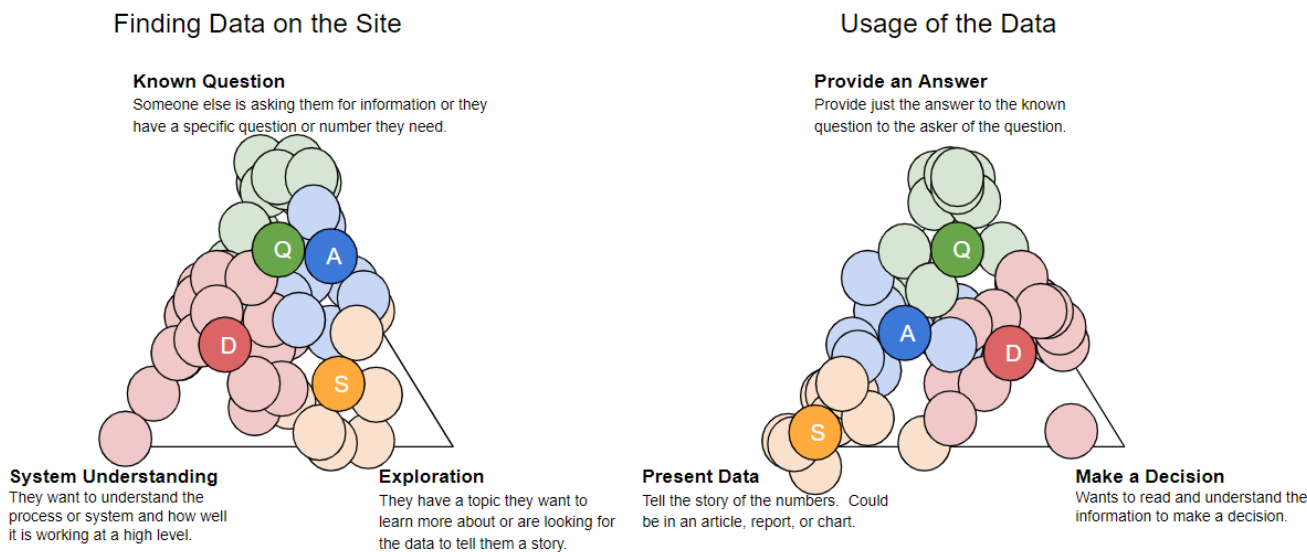 Finding Data on the Site
Known Question
Someone else is asking them for information or they
have a specific question or number they need.
Q
A
D
S
System Understanding
They want to understand the
process or system and how well
it is working at a high level.
Exploration
They have a topic they want to
learn more about or are looking for
the data to tell them a story.
Usage of the Data
Provide an Answer
Provide just the answer to the known
question to the asker of the question.
Q
A
D
S
Present Data
Tell the story of the numbers. Could
be in an article, report, or chart.
Make a Decision
Wants to read and understand the
information to make a decision.